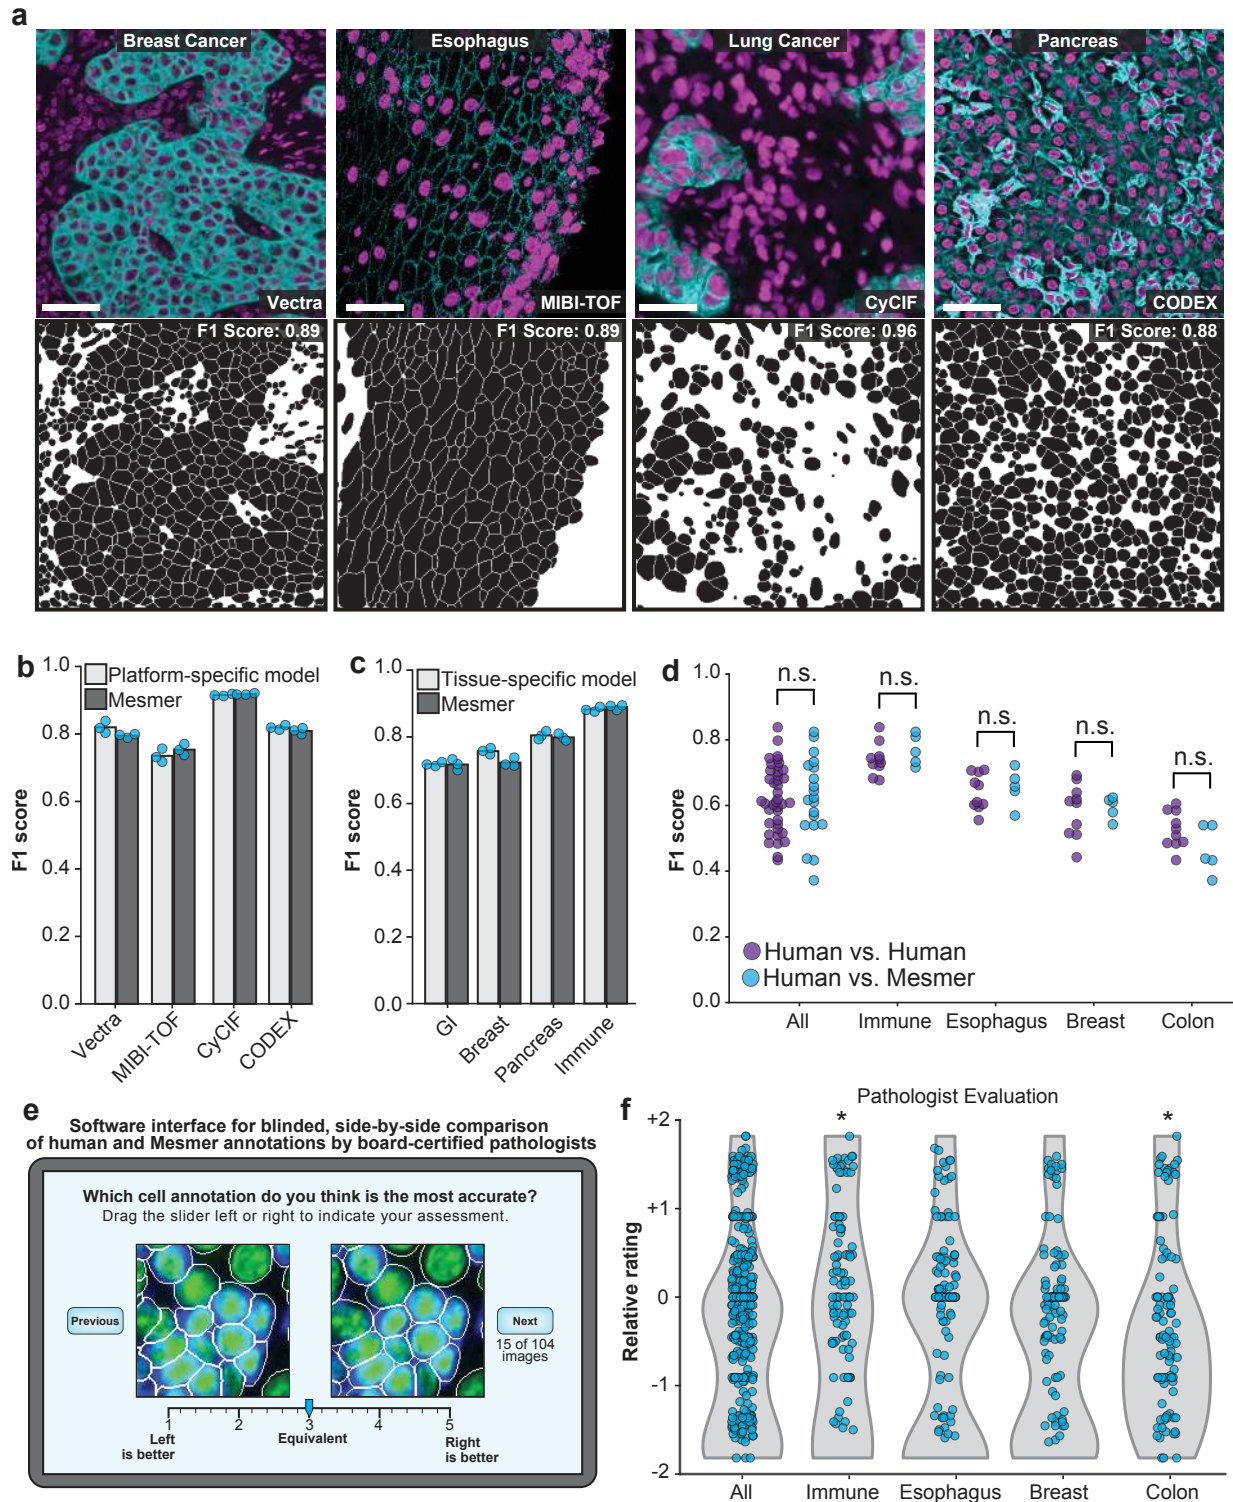 a
Breast Cancer
Esophagus
Lung Cancer
Pancreas
Vectra
MIBI-TOF
CyCIF
CODEX
F1 Score: 0.89
F1 Score: 0.89
F1 Score: 0.96
F1 Score: 0.88
b
1.0
0.8
0.6
0.4
0.2
0.0
F1 score
Platform-specific model
Mesmer
Vectra
MIBI-TOF
CyCIF
CODEX
c
1.0
0.8
0.6
0.4
0.2
0.0
F1 score
Tissue-specific model
Mesmer
GI
Breast
Pancreas
Immune
d
1.0
0.8
0.6
0.4
0.2
0.0
F1 score
n.s.
n.s.
n.s.
n.s.
n.s.
Human vs. Human
Human vs. Mesmer
All
Immune
Esophagus
Breast
Colon
e
Software interface for blinded, side-by-side comparison
of human and Mesmer annotations by board-certified pathologists
Which cell annotation do you think is the most accurate?
Drag the slider left or right to indicate your assessment.
Previous
Next
15 of 104
images
1
2
3
4
5
Left
is better
Equivalent
Right
is better
f
Pathologist Evaluation
+2
+1
0
-1
-2
Relative rating
*
*
All
Immune
Esophagus
Breast
Colon